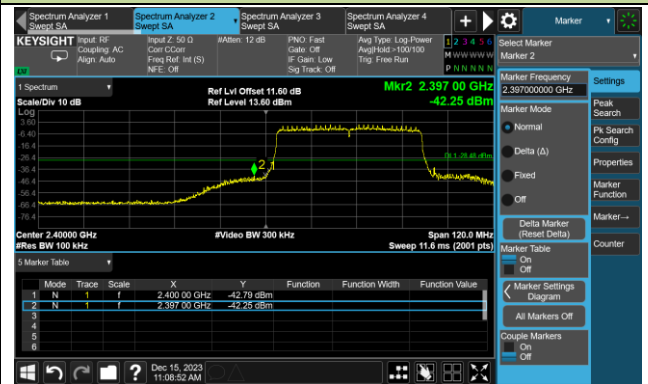 Spectrum Analyzer 1
Swept SA
Spectrum Analyzer 2
Swept SA
Spectrum Analyzer 3
Swept SA
Spectrum Analyzer 4
Swept SA
Marker
KEYSIGHT
Input: RF
Coupling: AC
Align: Auto
Input Z: 50 Ω
Corr CCorr
Freq Ref: Int (S)
NFE: Off
#Atten: 12 dB
PNO: Fast
Gate: Off
IF Gain: Low
Sig Track: Off
Avg Type: Log-Power
Avg|Hold:>100/100
Trig: Free Run
1 2 3 4 5 6
M W W W W W
P N N N N N
Select Marker
Marker 2
1 Spectrum
Scale/Div 10 dB
Log
Ref Lvl Offset 11.60 dB
Ref Level 13.60 dBm
Mkr2 2.397 00 GHz
-42.25 dBm
3.60
-6.40
-16.4
-26.4
-36.4
-46.4
-56.4
-66.4
-76.4
2
DL1 -28.48 dBm
Center 2.40000 GHz
#Res BW 100 kHz
#Video BW 300 kHz
Span 120.0 MHz
Sweep 11.6 ms (2001 pts)
5 Marker Table
Mode Trace Scale X Y Function Function Width Function Value
1 N 1 f 2.400 00 GHz -42.79 dBm
2 N 1 f 2.397 00 GHz -42.25 dBm
3
4
5
6
Marker Frequency
2.397000000 GHz
Marker Mode
Normal
Delta (Δ)
Fixed
Off
Delta Marker
(Reset Delta)
Marker Table
On
Off
Marker Settings
Diagram
All Markers Off
Couple Markers
On
Off
Settings
Peak
Search
Pk Search
Config
Properties
Marker
Function
Marker→
Counter
?
Dec 15, 2023
11:08:52 AM